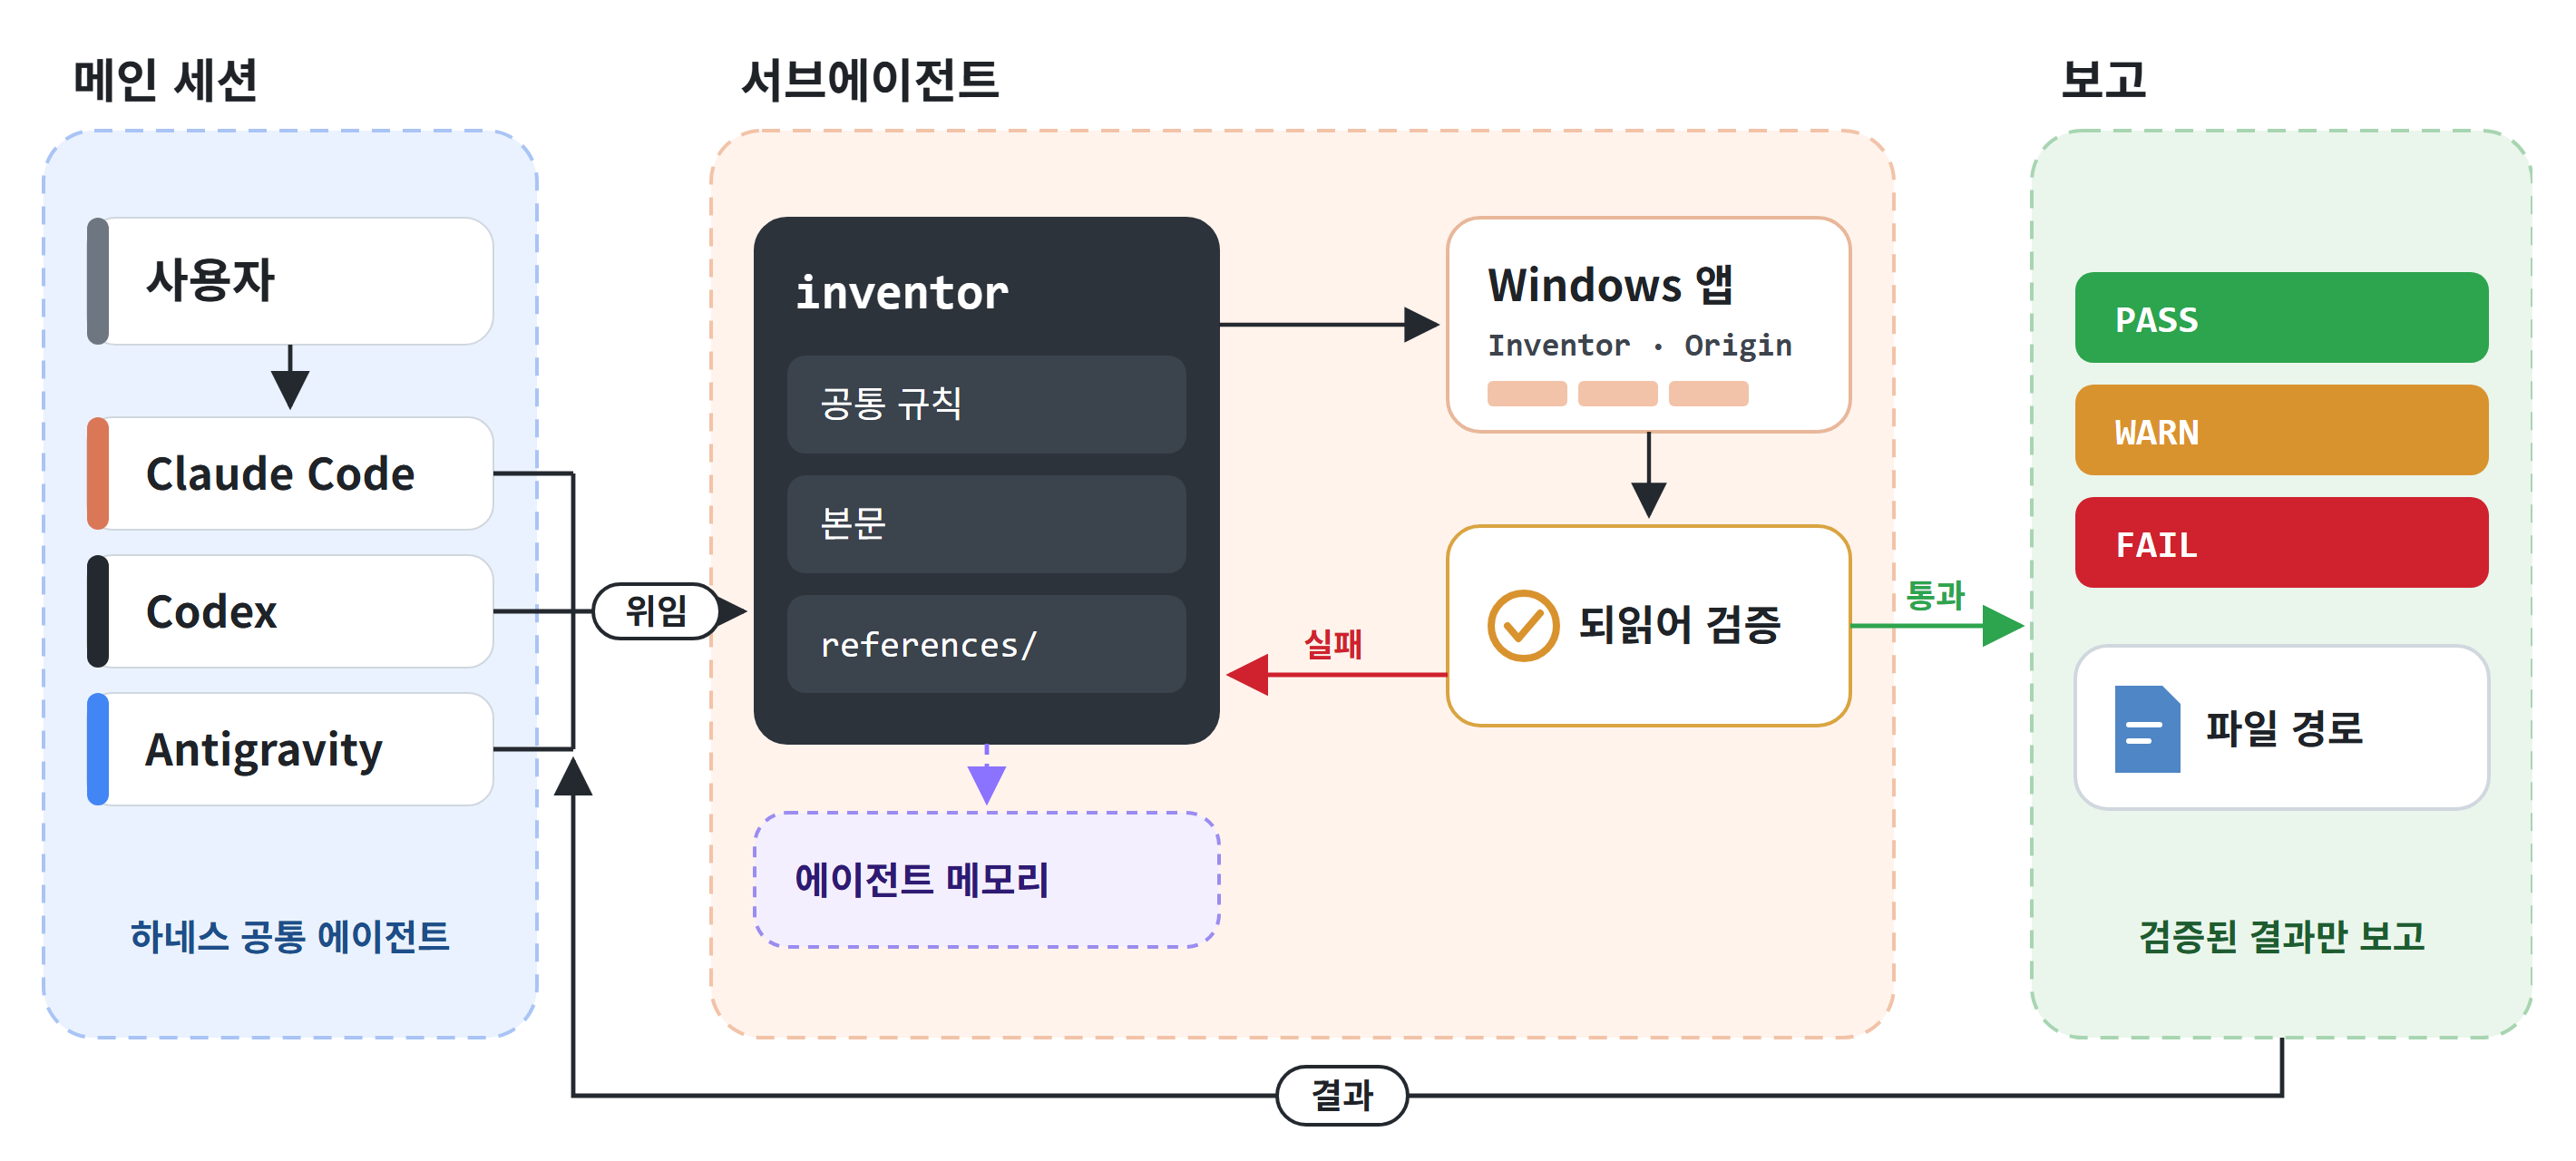 메인 세션
사용자
Claude Code
Codex
Antigravity
하네스 공통 에이전트
위임
서브에이전트
inventor
공통 규칙
본문
references/
에이전트 메모리
Windows 앱
Inventor · Origin
되읽어 검증
실패
통과
보고
PASS
WARN
FAIL
파일 경로
검증된 결과만 보고
결과